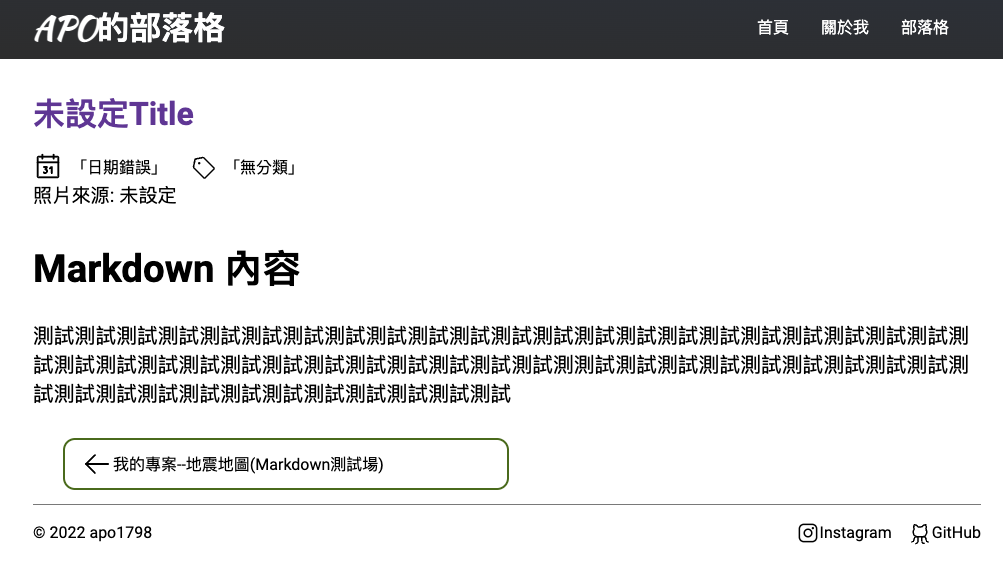 APO的部落格
首頁
關於我
部落格
未設定Title
31
「日期錯誤」
「無分類」
照片來源: 未設定
Markdown 內容
測試測試測試測試測試測試測試測試測試測試測試測試測試測試測試測試測試測試測試測試測試測試測
試測試測試測試測試測試測試測試測試測試測試測試測試測測試測試測試測試測試測試測試測試測試測
試測試測試測試測試測試測試測試測試測試測試測試
我的專案--地震地圖(Markdown測試場)
© 2022 apo1798
Instagram
GitHub